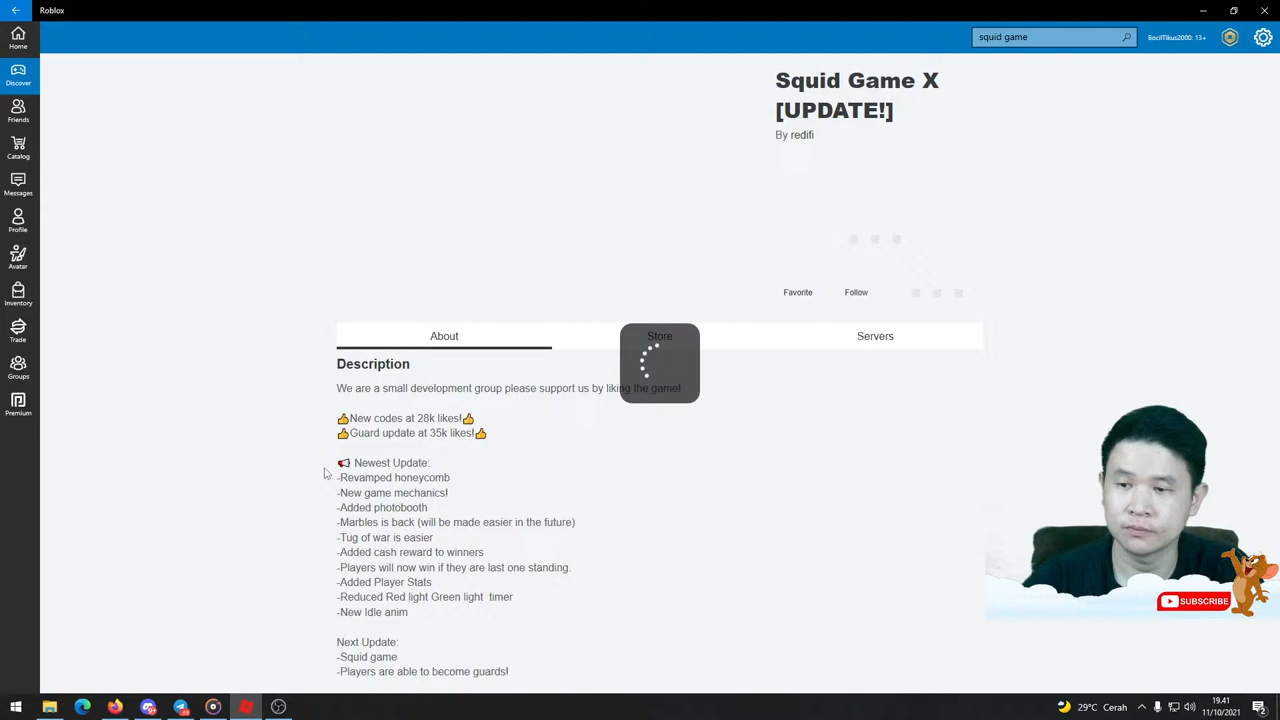 Roblox
squid game
BocilTikus2000: 13+
Home
Discover
Friends
Catalog
Messages
Profile
Avatar
Inventory
Trade
Groups
Premium
Squid Game X
[UPDATE!]
By redifi
Favorite
Follow
About
Store
Servers
Description
We are a small development group please support us by liking the game!
👍New codes at 28k likes!👍
👍Guard update at 35k likes!👍
📢 Newest Update:
-Revamped honeycomb
-New game mechanics!
-Added photobooth
-Marbles is back (will be made easier in the future)
-Tug of war is easier
-Added cash reward to winners
-Players will now win if they are last one standing.
-Added Player Stats
-Reduced Red light Green light  timer
-New Idle anim
Next Update:
-Squid game
-Players are able to become guards!
SUBSCRIBE
29°C Cerah
19.41
11/10/2021
2